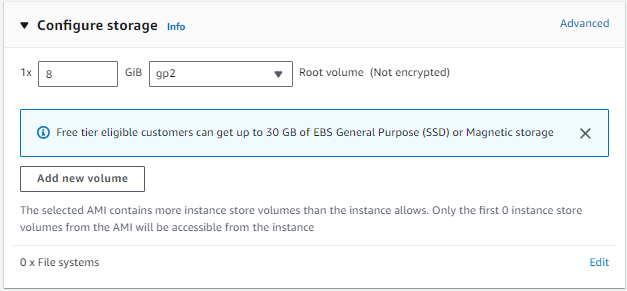 Configure storage Info Advanced
1x 8 GiB gp2 Root volume (Not encrypted)
Free tier eligible customers can get up to 30 GB of EBS General Purpose (SSD) or Magnetic storage
Add new volume
The selected AMI contains more instance store volumes than the instance allows. Only the first 0 instance store
volumes from the AMI will be accessible from the instance
0 x File systems Edit